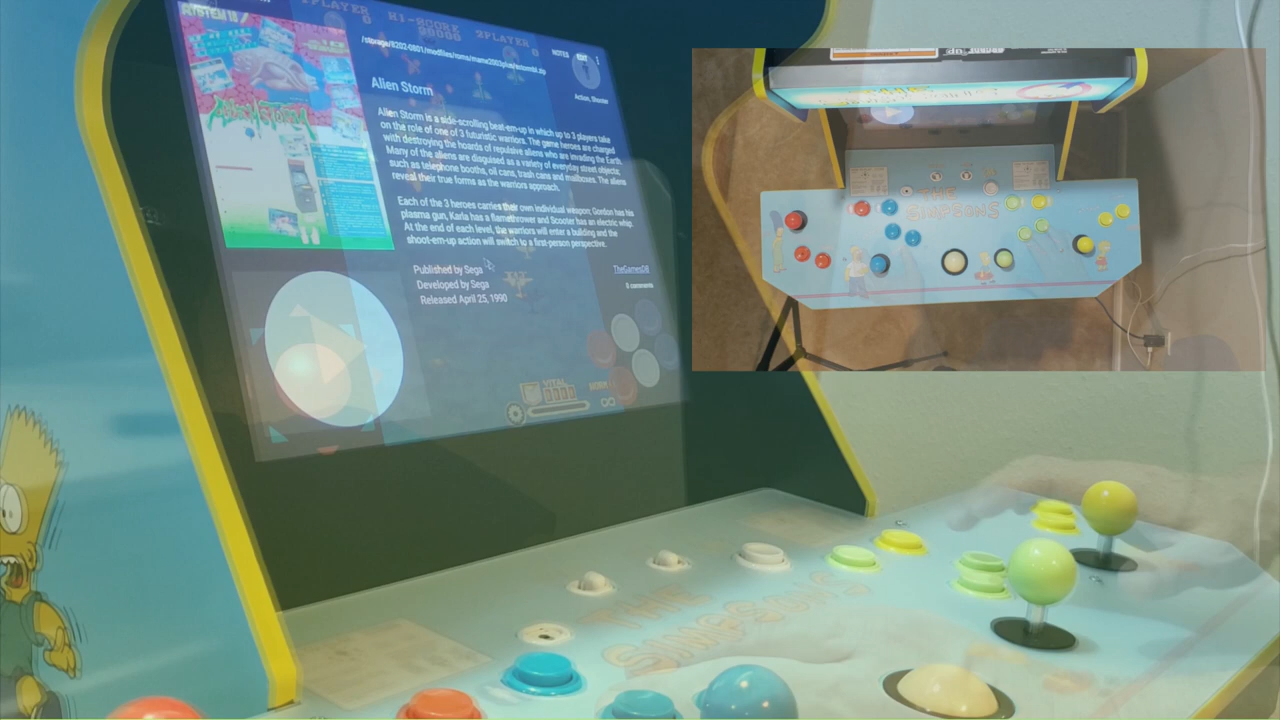 1PLAYER HI-SCORE 2PLAYER
0 90000 0
NOTES EDIT
Action, Shooter
Alien Storm
Alien Storm is a side-scrolling beat-em-up in which up to 3 players take
on the role of one of 3 futuristic warriors. The game heroes are charged
with destroying the hoards of repulsive aliens who are invading the Earth.
Many of the aliens are disguised as a variety of everyday street objects;
such as telephone booths, oil cans, trash cans and mailboxes. The aliens
reveal their true forms as the warriors approach.
Each of the 3 heroes carries their own individual weapon; Gordon has his
plasma gun, Karla has a flamethrower and Scooter has an electric whip.
At the end of each level, the warriors will enter a building and the
shoot-em-up action will switch to a first-person perspective.
Published by Sega
Developed by Sega
Released April 25, 1990
TheGamesDB
0 comments
ALIEN STORM
VITAL
THE
SIMPSONS
THE
SIMPSONS